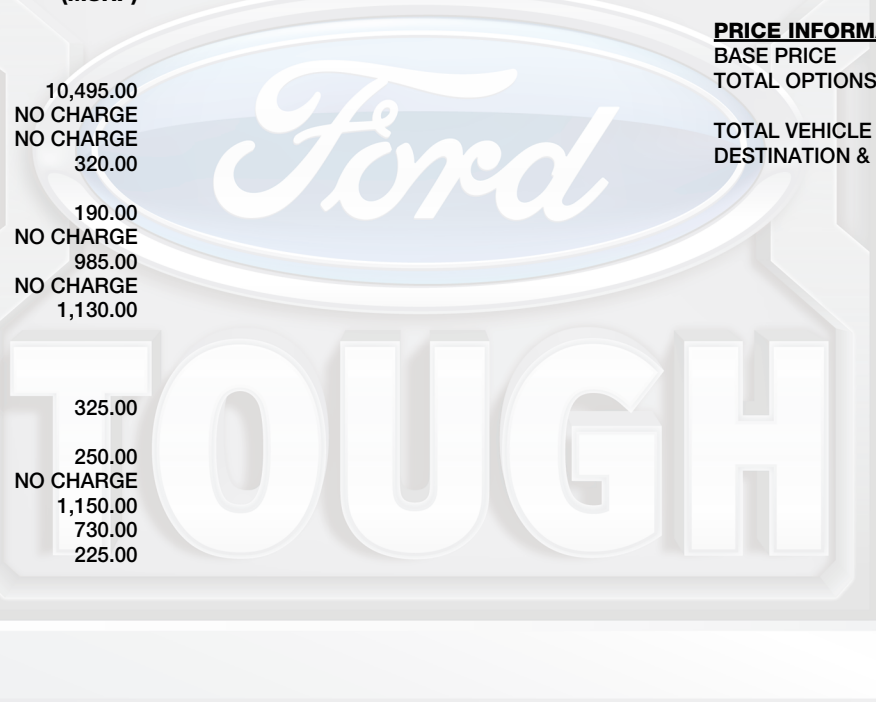 (MSRP)
10,495.00
NO CHARGE
NO CHARGE
320.00
190.00
NO CHARGE
985.00
NO CHARGE
1,130.00
325.00
250.00
NO CHARGE
1,150.00
730.00
225.00
PRICE INFORMA
BASE PRICE
TOTAL OPTIONS
TOTAL VEHICLE
DESTINATION &
Ford
TOUGH